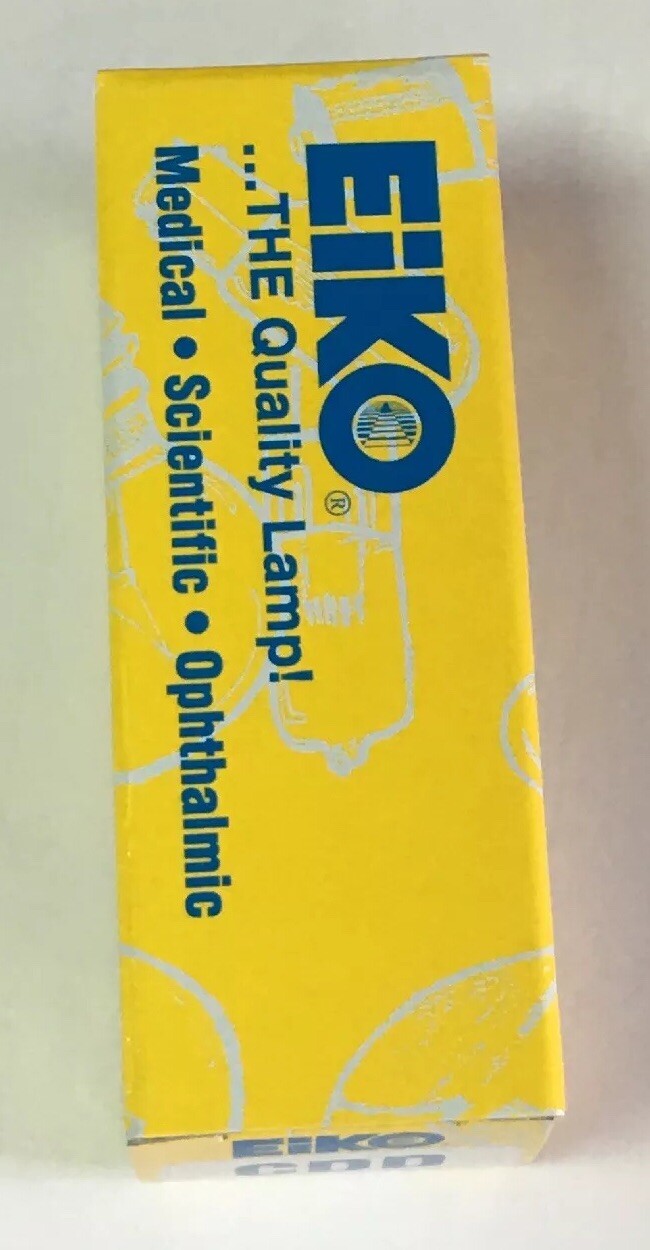 EiKO®
...THE Quality Lamp!
Medical • Scientific • Ophthalmic
EiKO